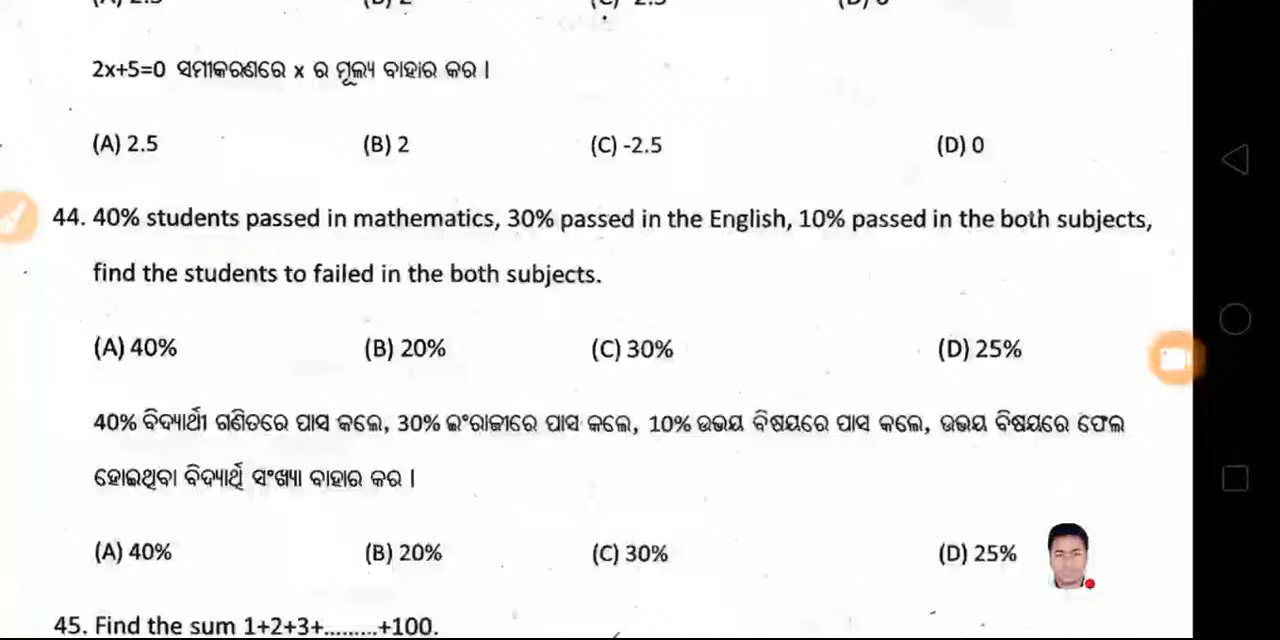 2x+5=0 ସମୀକରଣରେ x ର ମୂଲ୍ୟ ବାହାର କର ।
(A) 2.5 (B) 2 (C) -2.5 (D) 0
44. 40% students passed in mathematics, 30% passed in the English, 10% passed in the both subjects,
find the students to failed in the both subjects.
(A) 40% (B) 20% (C) 30% (D) 25%
40% ବିଦ୍ୟାର୍ଥୀ ଗଣିତରେ ପାସ କଲେ, 30% ଇଂରାଜୀରେ ପାସ କଲେ, 10% ଉଭୟ ବିଷୟରେ ପାସ କଲେ, ଉଭୟ ବିଷୟରେ ଫେଲ
ହୋଇଥିବା ବିଦ୍ୟାର୍ଥି ସଂଖ୍ୟା ବାହାର କର ।
(A) 40% (B) 20% (C) 30% (D) 25%
45. Find the sum 1+2+3+.........+100.